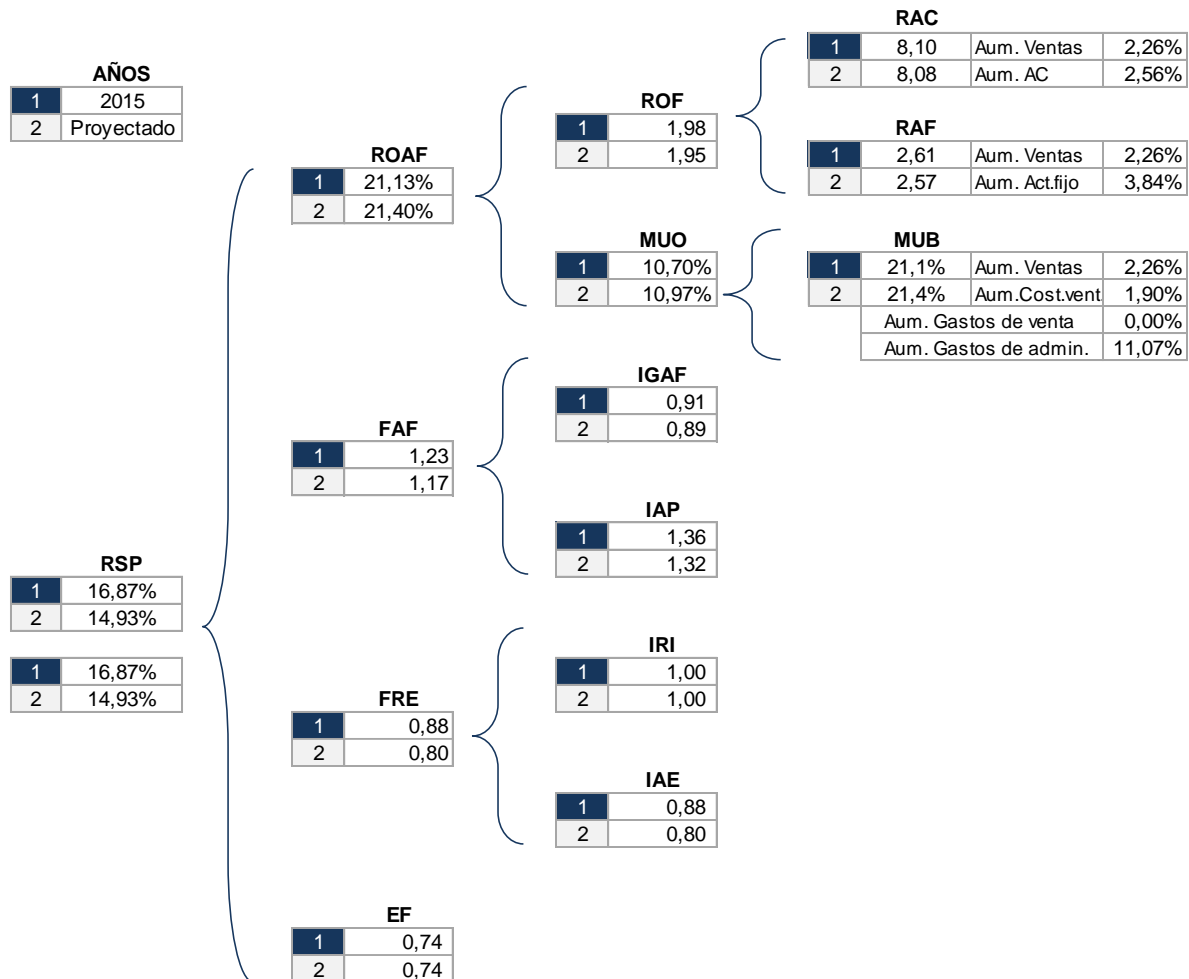 AÑOS
1 2015
2 Proyectado
RSP
1 16,87%
2 14,93%
1 16,87%
2 14,93%
ROAF
1 21,13%
2 21,40%
FAF
1 1,23
2 1,17
FRE
1 0,88
2 0,80
EF
1 0,74
2 0,74
ROF
1 1,98
2 1,95
MUO
1 10,70%
2 10,97%
IGAF
1 0,91
2 0,89
IAP
1 1,36
2 1,32
IRI
1 1,00
2 1,00
IAE
1 0,88
2 0,80
RAC
1 8,10 Aum. Ventas 2,26%
2 8,08 Aum. AC 2,56%
RAF
1 2,61 Aum. Ventas 2,26%
2 2,57 Aum. Act.fijo 3,84%
MUB
1 21,1% Aum. Ventas 2,26%
2 21,4% Aum.Cost.vent. 1,90%
Aum. Gastos de venta 0,00%
Aum. Gastos de admin. 11,07%